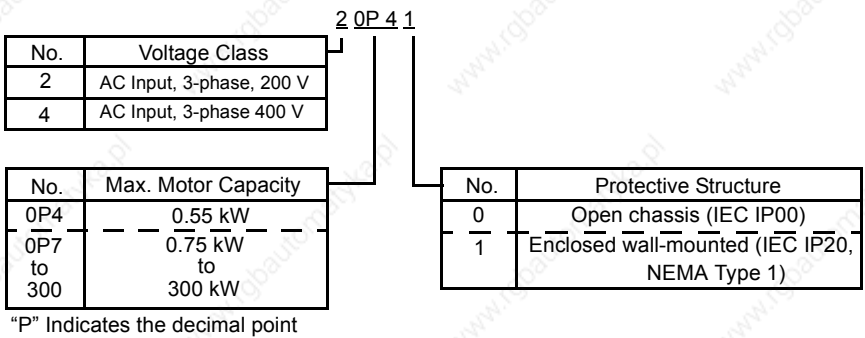 2 0P 4 1
No. Voltage Class
2 AC Input, 3-phase, 200 V
4 AC Input, 3-phase 400 V
No. Max. Motor Capacity
0P4 0.55 kW
0P7 0.75 kW
to to
300 300 kW
"P" Indicates the decimal point
No. Protective Structure
0 Open chassis (IEC IP00)
1 Enclosed wall-mounted (IEC IP20,
NEMA Type 1)
www.rgbautomatyka.pl